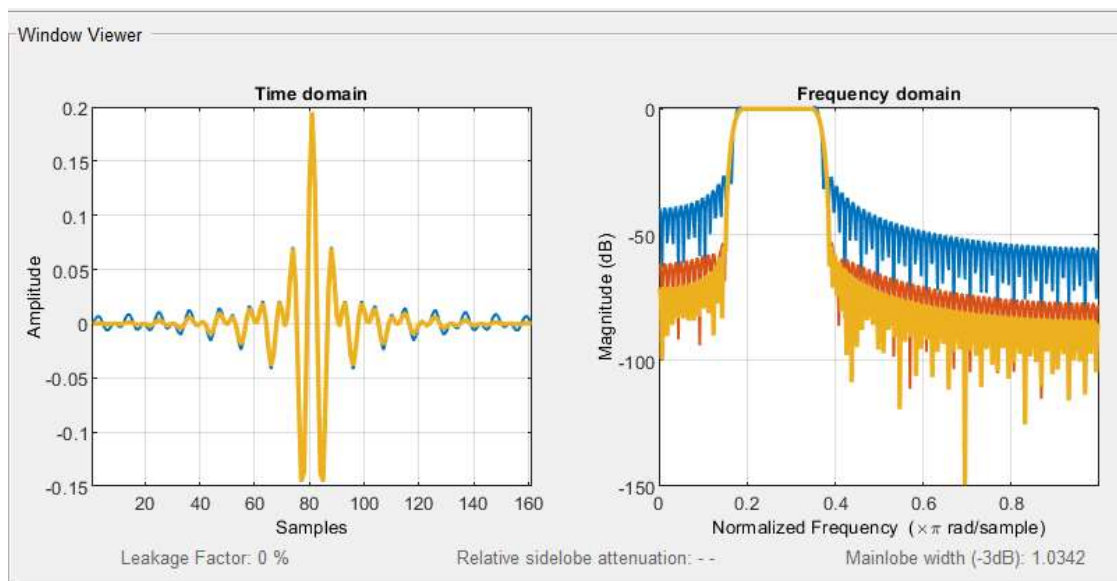 Window Viewer
Time domain
0.2
0.15
0.1
0.05
0
-0.05
-0.1
-0.15
Amplitude
20 40 60 80 100 120 140 160
Samples
Frequency domain
0
-50
-100
-150
Magnitude (dB)
0 0.2 0.4 0.6 0.8
Normalized Frequency (×π rad/sample)
Leakage Factor: 0 % Relative sidelobe attenuation: - - Mainlobe width (-3dB): 1.0342